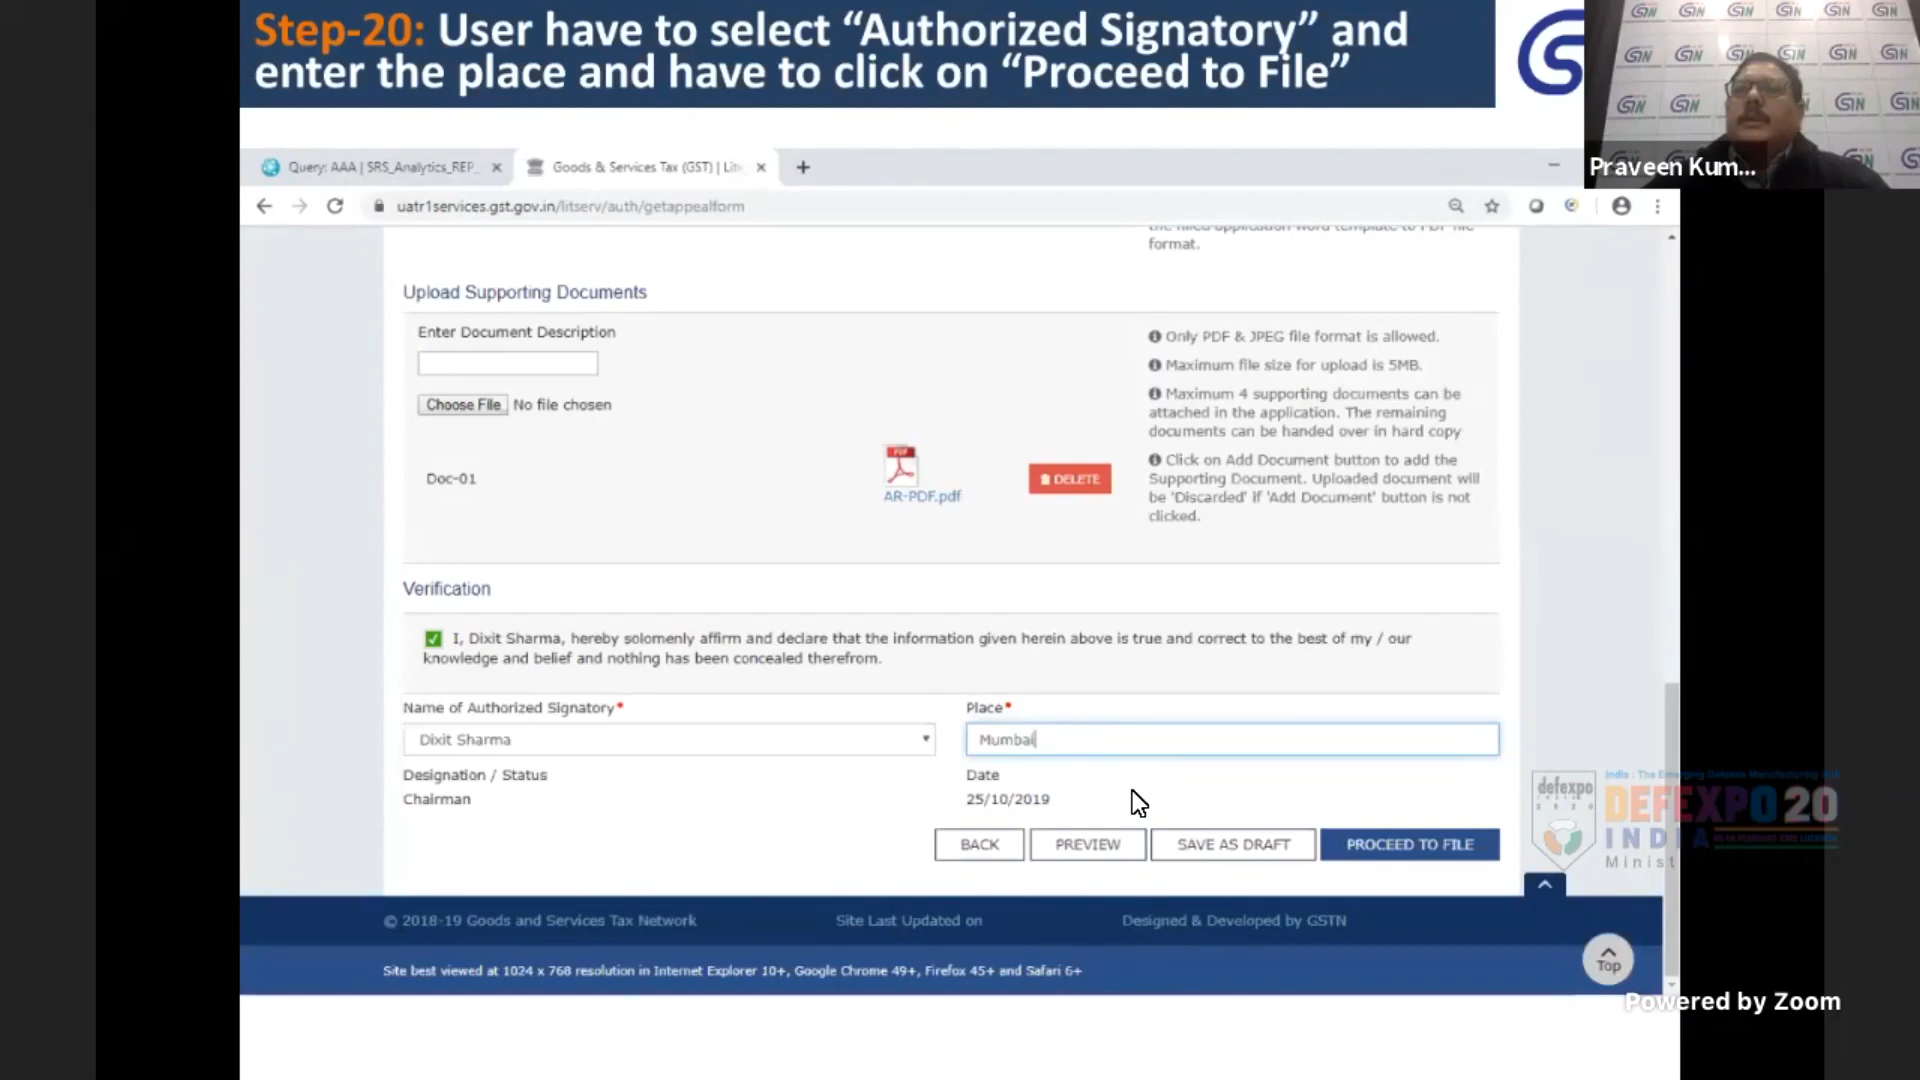 Step-20: User have to select “Authorized Signatory” and
enter the place and have to click on “Proceed to File”
Praveen Kum...
Query: AAA | SRS_Analytics_REP_
Goods & Services Tax (GST) | Liti
uatr1services.gst.gov.in/litserv/auth/getappealform
format.
Upload Supporting Documents
Enter Document Description
Only PDF & JPEG file format is allowed.
Maximum file size for upload is 5MB.
Choose File No file chosen
Maximum 4 supporting documents can be
attached in the application. The remaining
documents can be handed over in hard copy
Doc-01
PDF
AR-PDF.pdf
DELETE
Click on Add Document button to add the
Supporting Document. Uploaded document will
be 'Discarded' if 'Add Document' button is not
clicked.
Verification
I, Dixit Sharma, hereby solomenly affirm and declare that the information given herein above is true and correct to the best of my / our
knowledge and belief and nothing has been concealed therefrom.
Name of Authorized Signatory*
Place*
Dixit Sharma
Mumbai
Designation / Status
Date
Chairman
25/10/2019
BACK
PREVIEW
SAVE AS DRAFT
PROCEED TO FILE
defexpo
DEFEXPO 20
INDIA
Minist
© 2018-19 Goods and Services Tax Network
Site Last Updated on
Designed & Developed by GSTN
Site best viewed at 1024 x 768 resolution in Internet Explorer 10+, Google Chrome 49+, Firefox 45+ and Safari 6+
Top
Powered by Zoom